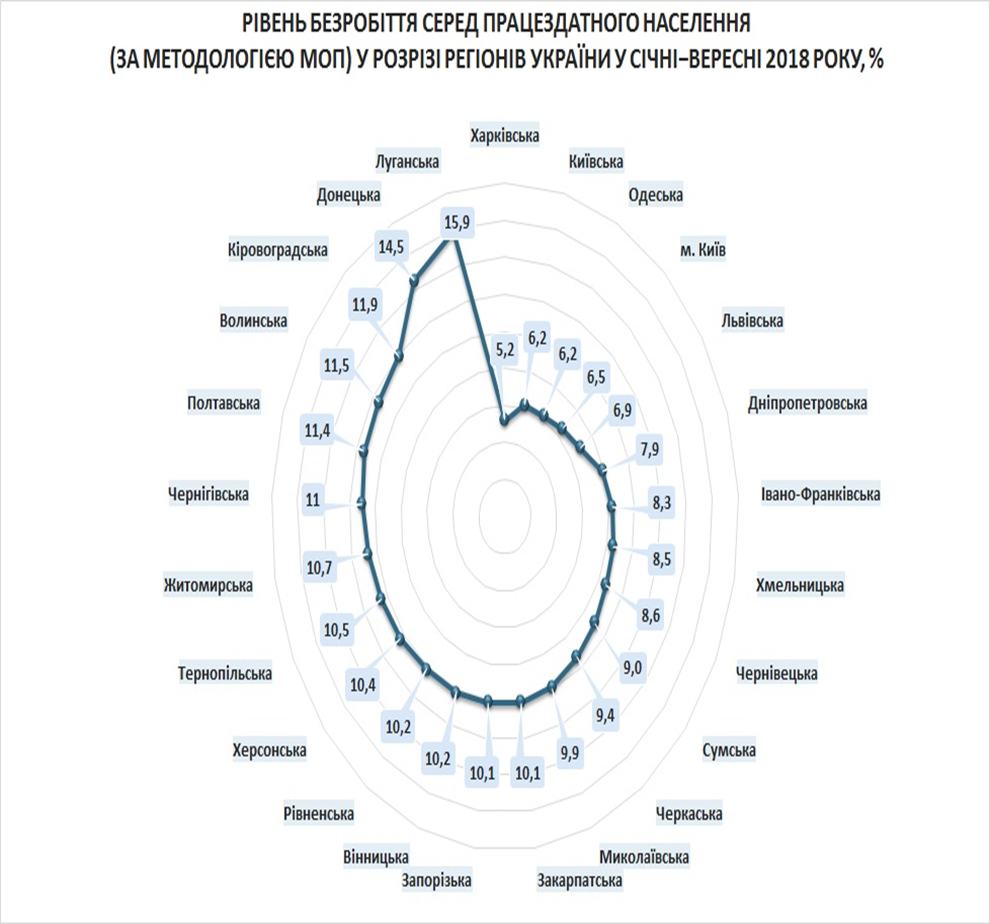 РІВЕНЬ БЕЗРОБІТТЯ СЕРЕД ПРАЦЕЗДАТНОГО НАСЕЛЕННЯ
(ЗА МЕТОДОЛОГІЄЮ МОП) У РОЗРІЗІ РЕГІОНІВ УКРАЇНИ У СІЧНІ–ВЕРЕСНІ 2018 РОКУ, %
Харківська
Київська
Одеська
м. Київ
Львівська
Дніпропетровська
Івано-Франківська
Хмельницька
Чернівецька
Сумська
Черкаська
Миколаївська
Закарпатська
Запорізька
Вінницька
Рівненська
Херсонська
Тернопільська
Житомирська
Чернігівська
Полтавська
Волинська
Кіровоградська
Донецька
Луганська
5,2
6,2
6,2
6,5
6,9
7,9
8,3
8,5
8,6
9,0
9,4
9,9
10,1
10,1
10,2
10,2
10,4
10,5
10,7
11
11,4
11,5
11,9
14,5
15,9